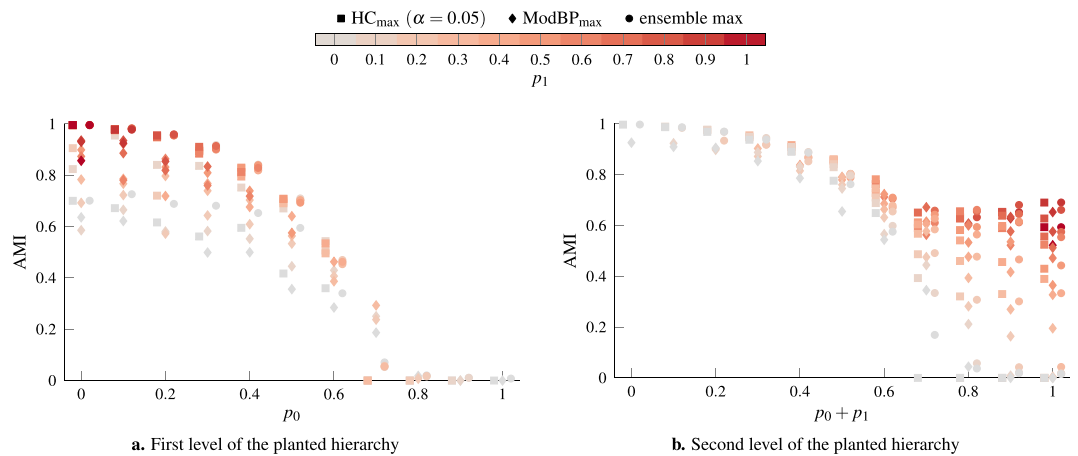 HCmax (α = 0.05) ModBPmax ensemble max
0 0.1 0.2 0.3 0.4 0.5 0.6 0.7 0.8 0.9 1
p1
1
0.8
0.6
0.4
0.2
0
AMI
0 0.2 0.4 0.6 0.8 1
p0
a. First level of the planted hierarchy
1
0.8
0.6
0.4
0.2
0
AMI
0 0.2 0.4 0.6 0.8 1
p0 + p1
b. Second level of the planted hierarchy